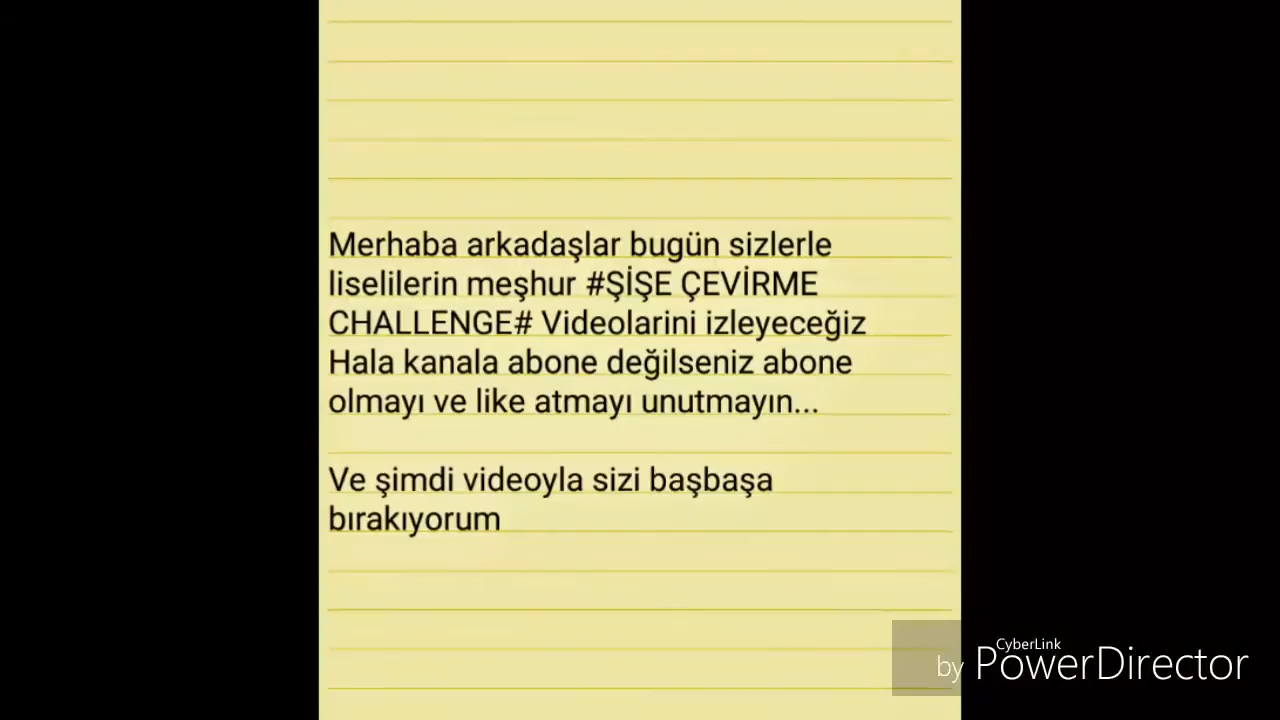 Merhaba arkadaşlar bugün sizlerle
liselilerin meşhur #ŞİŞE ÇEVİRME
CHALLENGE# Videolarini izleyeceğiz
Hala kanala abone değilseniz abone
olmayı ve like atmayı unutmayın...
Ve şimdi videoyla sizi başbaşa
bırakıyorum
CyberLink
by PowerDirector